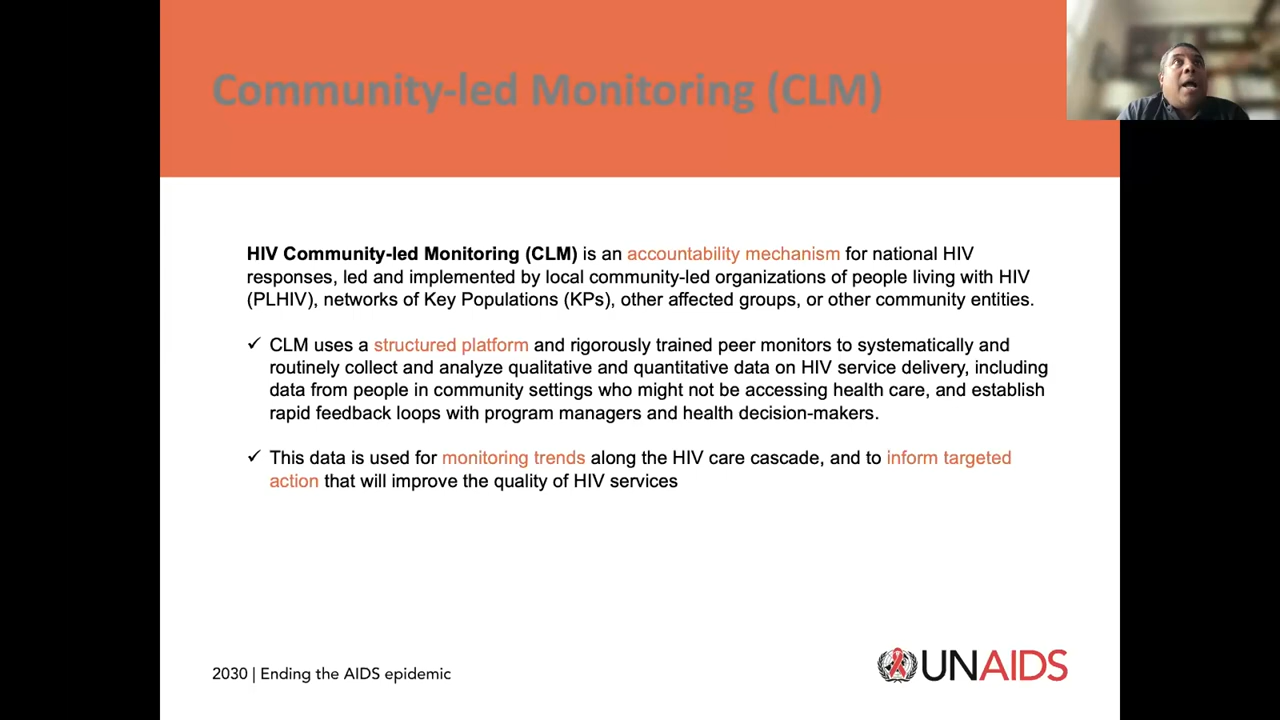 Community-led Monitoring (CLM)
HIV Community-led Monitoring (CLM) is an accountability mechanism for national HIV
responses, led and implemented by local community-led organizations of people living with HIV
(PLHIV), networks of Key Populations (KPs), other affected groups, or other community entities.
✓ CLM uses a structured platform and rigorously trained peer monitors to systematically and
routinely collect and analyze qualitative and quantitative data on HIV service delivery, including
data from people in community settings who might not be accessing health care, and establish
rapid feedback loops with program managers and health decision-makers.
✓ This data is used for monitoring trends along the HIV care cascade, and to inform targeted
action that will improve the quality of HIV services
2030 | Ending the AIDS epidemic
UNAIDS